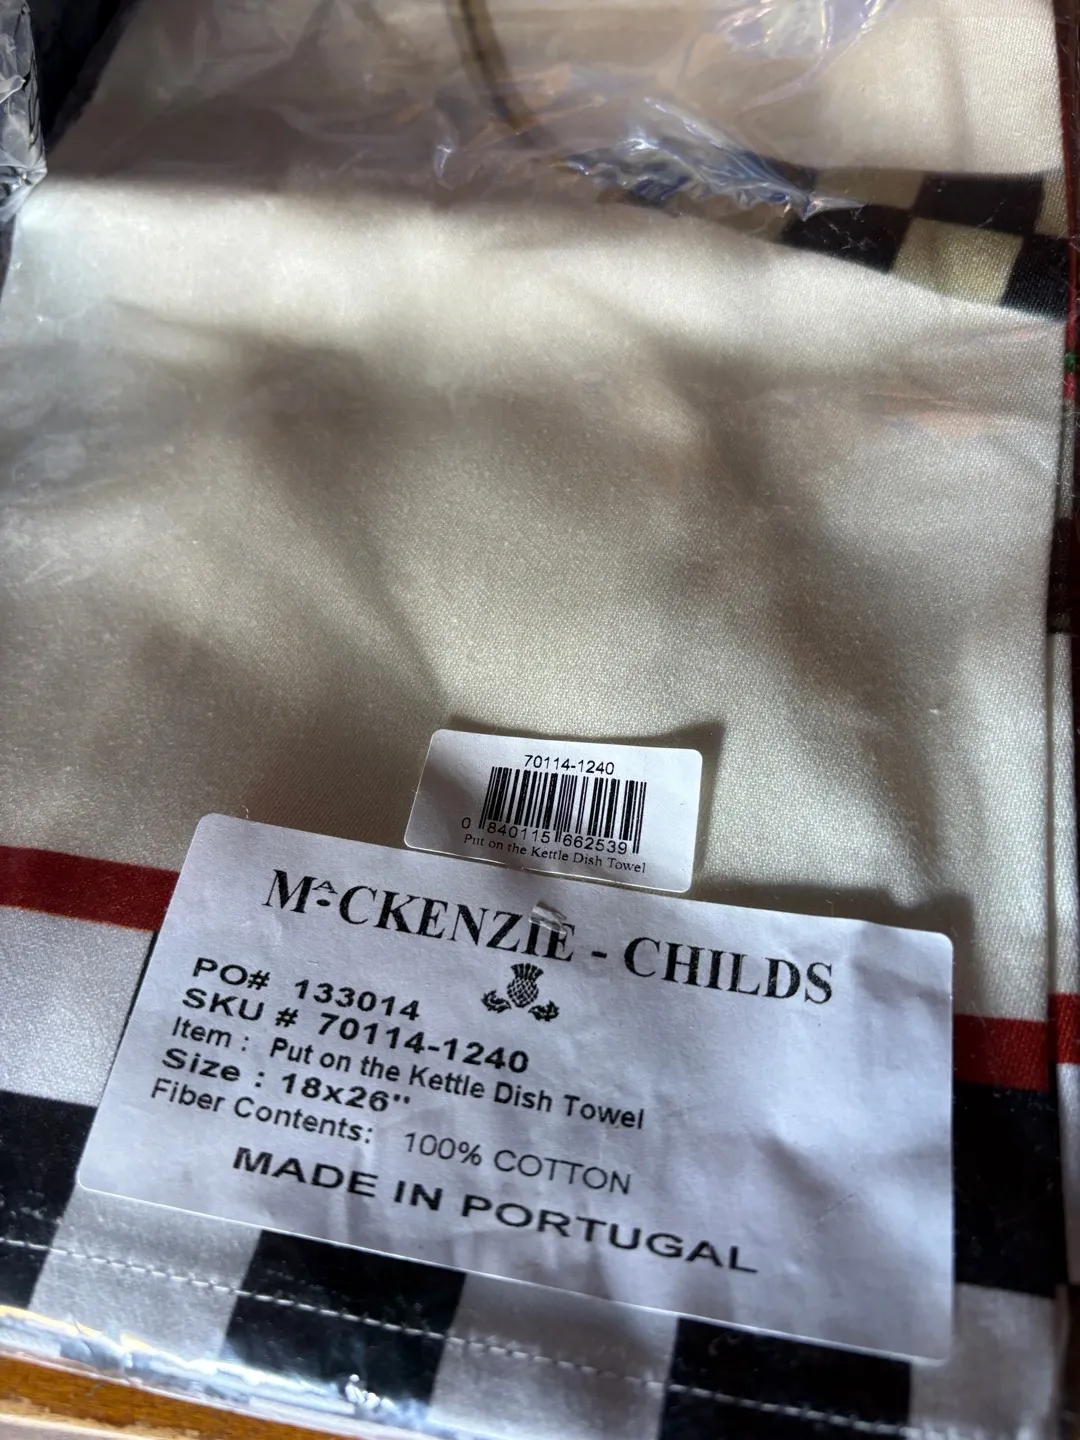 70114-1240
0 840115 662539
Put on the Kettle Dish Towel
MACKENZIE - CHILDS
PO# 133014
SKU # 70114-1240
Item : Put on the Kettle Dish Towel
Size : 18x26"
Fiber Contents: 100% COTTON
MADE IN PORTUGAL